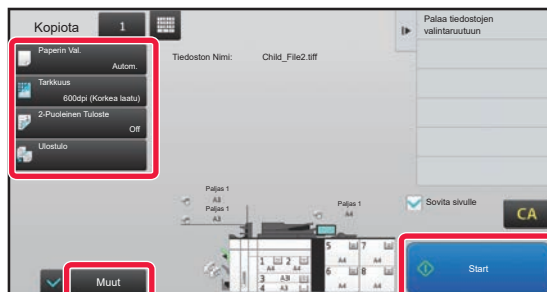 Kopiota 1
Palaa tiedostojen
valintaruutuun
Paperin Val.
Autom.
Tiedoston Nimi: Child_File2.tiff
Tarkkuus
600dpi (Korkea laatu)
2-Puoleinen Tuloste
Off
Ulostulo
Paljas 1
A3
Paljas 1
A3
Paljas 1
A4
Sovita sivulle
CA
5 7
A4 A4
1 2
A4 A4
6 8
3 A3
4 A3
A4 A4
Muut
Start